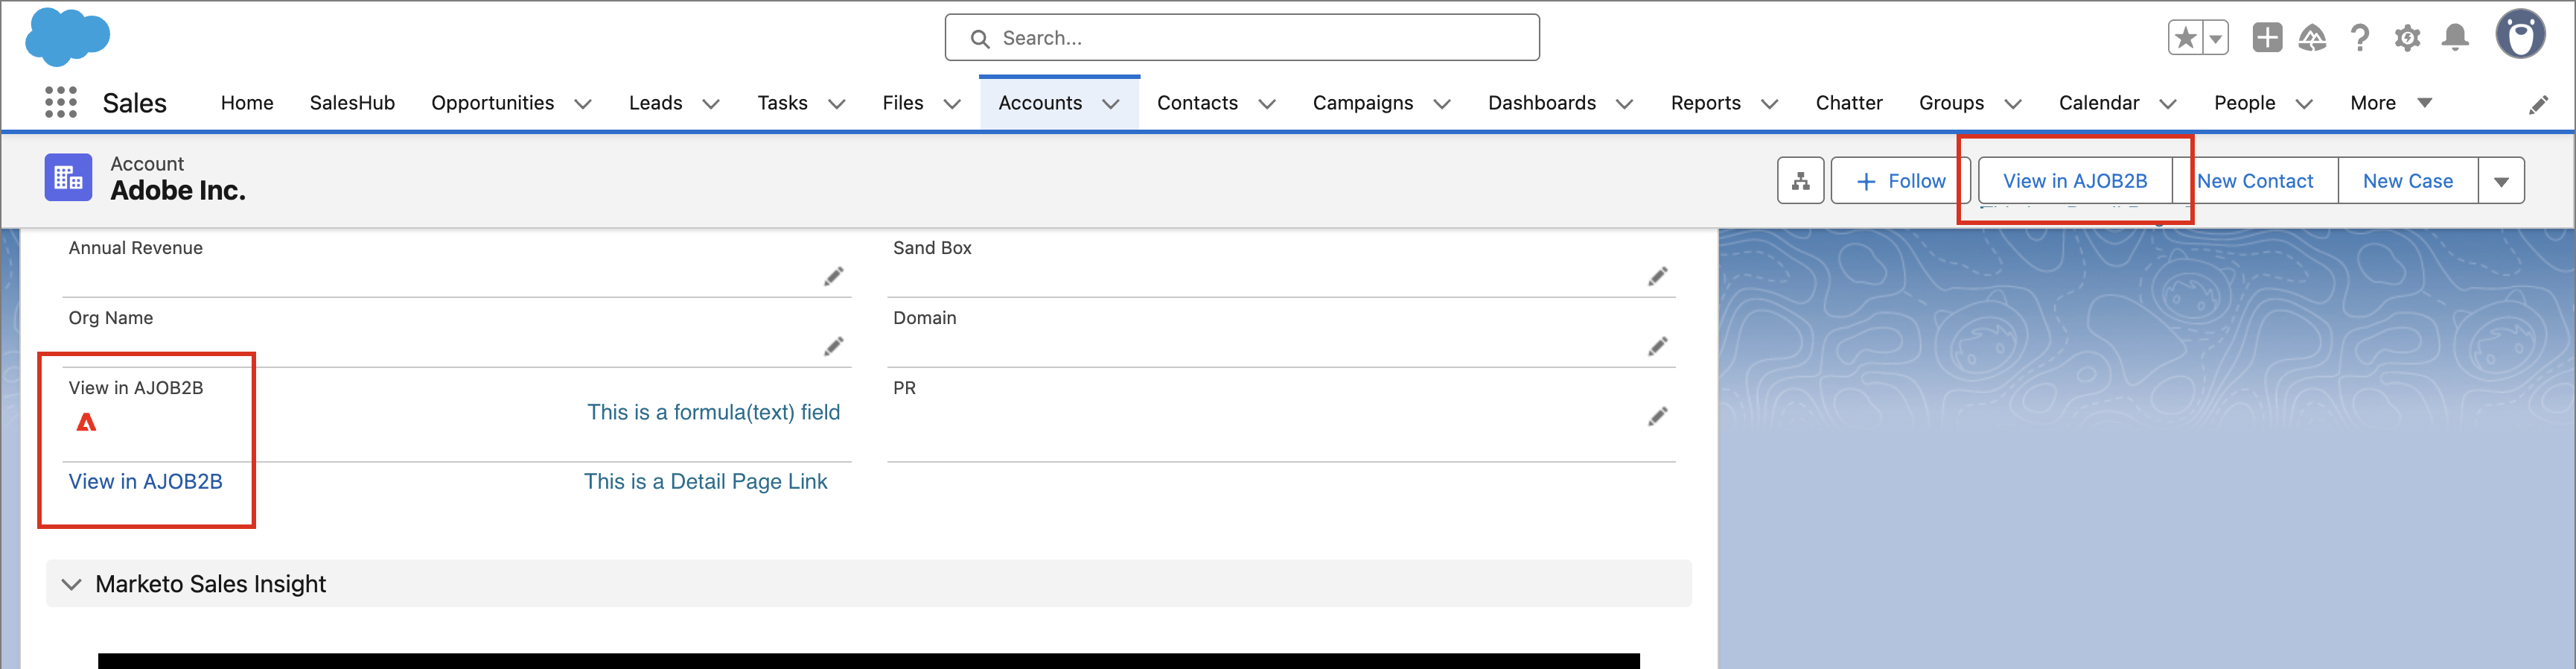 Search...
Sales Home SalesHub Opportunities Leads Tasks Files Accounts Contacts Campaigns Dashboards Reports Chatter Groups Calendar People More
Account
Adobe Inc.
+ Follow View in AJOB2B New Contact New Case
Annual Revenue Sand Box
Org Name Domain
View in AJOB2B PR
This is a formula(text) field
View in AJOB2B This is a Detail Page Link
Marketo Sales Insight